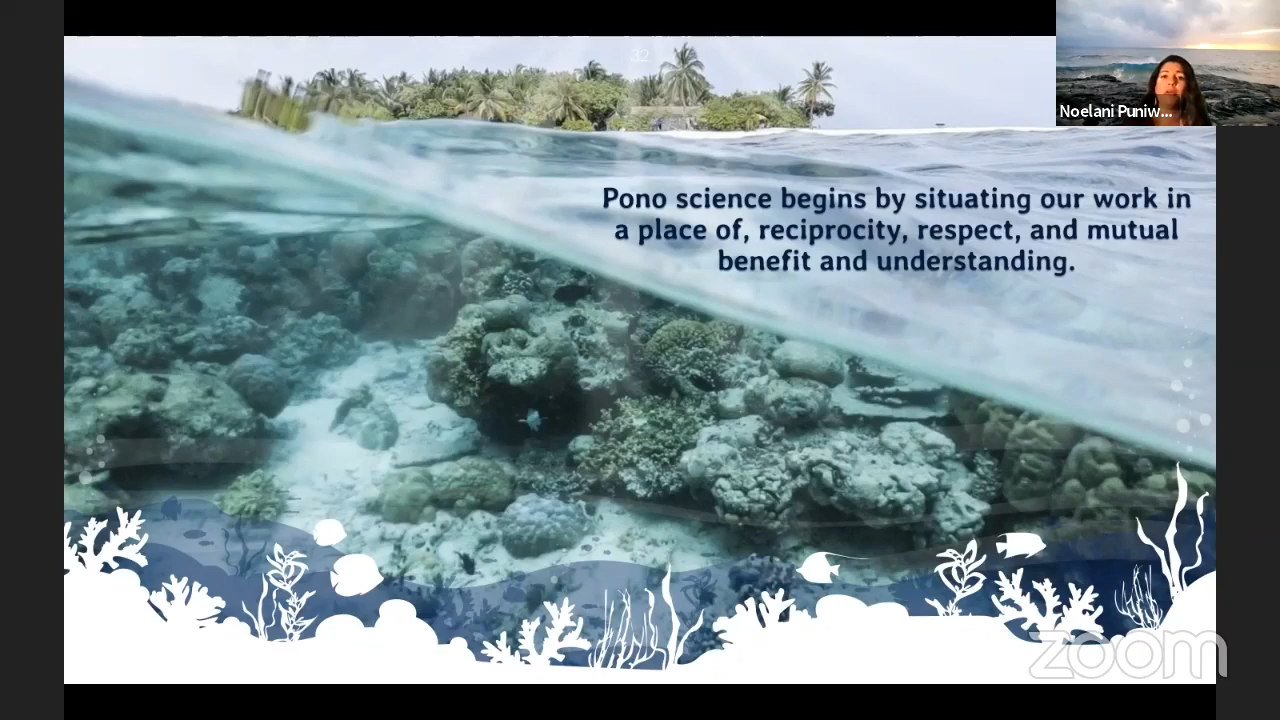 32
Noelani Puniw...
Pono science begins by situating our work in
a place of, reciprocity, respect, and mutual
benefit and understanding.
zoom